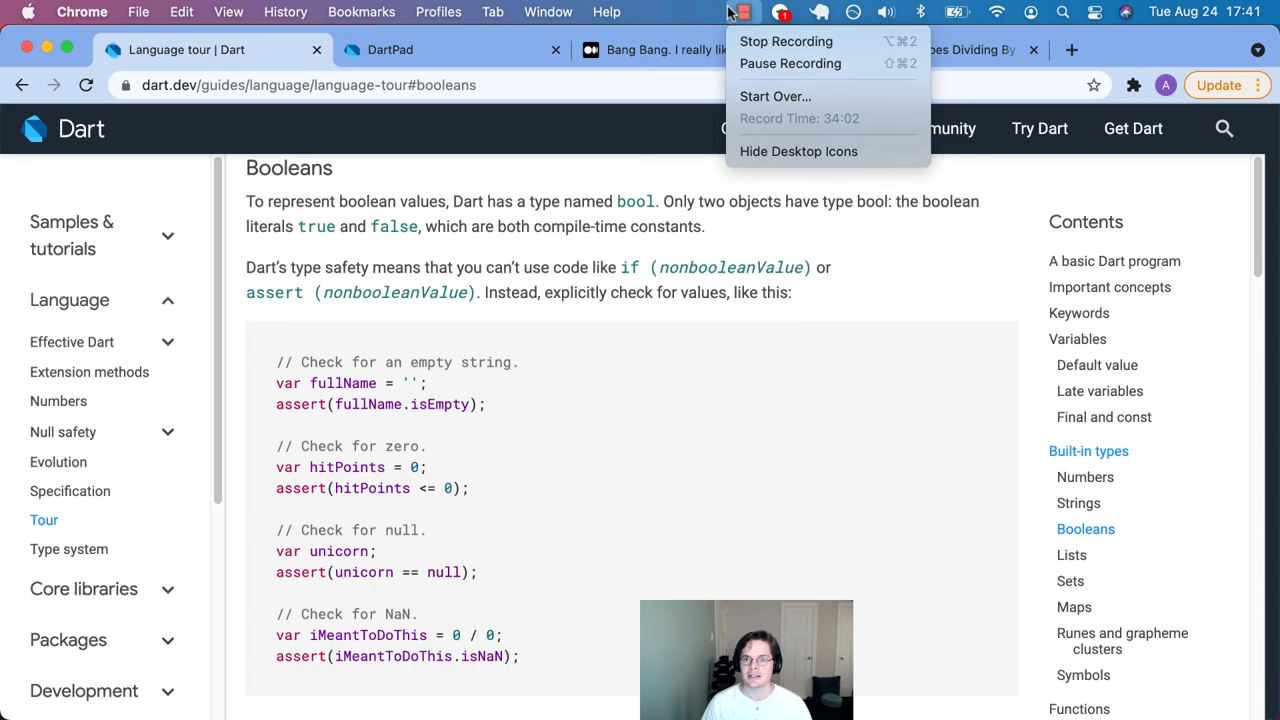 Chrome File Edit View History Bookmarks Profiles Tab Window Help 1 Tue Aug 24 17:41
Language tour | Dart DartPad Bang. Bang. I really lik oes Dividing By
dart.dev/guides/language/language-tour#booleans A Update
Stop Recording ⌥⌘2
Pause Recording ⇧⌘2
Start Over...
Record Time: 34:02
Hide Desktop Icons
Dart munity Try Dart Get Dart
Samples &
tutorials
Language
Effective Dart
Extension methods
Numbers
Null safety
Evolution
Specification
Tour
Type system
Core libraries
Packages
Development
Booleans
To represent boolean values, Dart has a type named bool. Only two objects have type bool: the boolean
literals true and false, which are both compile-time constants.
Dart's type safety means that you can't use code like if (nonbooleanValue) or
assert (nonbooleanValue). Instead, explicitly check for values, like this:
// Check for an empty string.
var fullName = '';
assert(fullName.isEmpty);
// Check for zero.
var hitPoints = 0;
assert(hitPoints <= 0);
// Check for null.
var unicorn;
assert(unicorn == null);
// Check for NaN.
var iMeantToDoThis = 0 / 0;
assert(iMeantToDoThis.isNaN);
Contents
A basic Dart program
Important concepts
Keywords
Variables
Default value
Late variables
Final and const
Built-in types
Numbers
Strings
Booleans
Lists
Sets
Maps
Runes and grapheme
clusters
Symbols
Functions